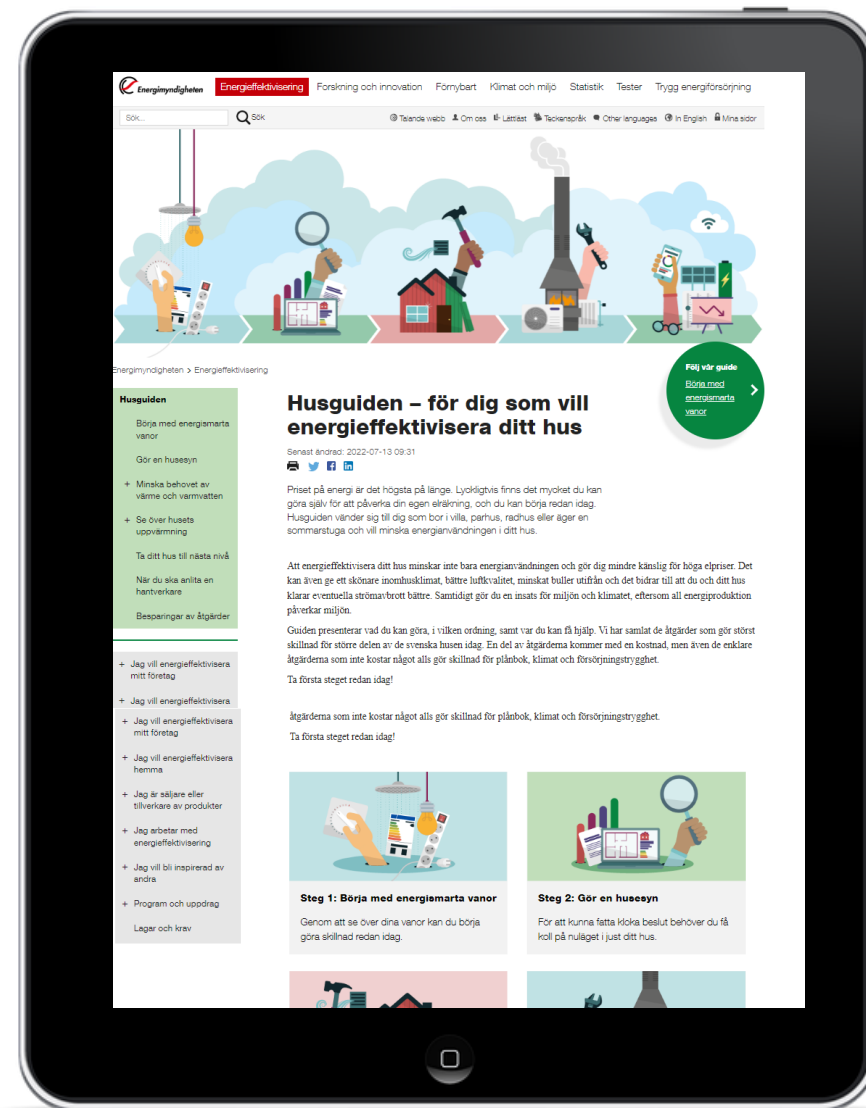 Energimyndigheten
Energieffektivisering Forskning och innovation Förnybart Klimat och miljö Statistik Tester Trygg energiförsörjning
Sök... Sök Talande webb Om oss Lättläst Teckenspråk Other languages In English Mina sidor
Energimyndigheten > Energieffektivisering
Följ vår guide
Börja med
energismarta
vanor
Husguiden
Börja med energismarta
vanor
Gör en husesyn
+ Minska behovet av
värme och varmvatten
+ Se över husets
uppvärmning
Ta ditt hus till nästa nivå
När du ska anlita en
hantverkare
Besparingar av åtgärder
+ Jag vill energieffektivisera
mitt företag
+ Jag vill energieffektivisera
+ Jag vill energieffektivisera
mitt företag
+ Jag vill energieffektivisera
hemma
+ Jag är säljare eller
tillverkare av produkter
+ Jag arbetar med
energieffektivisering
+ Jag vill bli inspirerad av
andra
+ Program och uppdrag
Lagar och krav
Husguiden – för dig som vill
energieffektivisera ditt hus
Senast ändrad: 2022-07-13 09:31
Priset på energi är det högsta på länge. Lyckligtvis finns det mycket du kan
göra själv för att påverka din egen elräkning, och du kan börja redan idag.
Husguiden vänder sig till dig som bor i villa, parhus, radhus eller äger en
sommarstuga och vill minska energianvändningen i ditt hus.
Att energieffektivisera ditt hus minskar inte bara energianvändningen och gör dig mindre känslig för höga elpriser. Det
kan även ge ett skönare inomhusklimat, bättre luftkvalitet, minskat buller utifrån och det bidrar till att du och ditt hus
klarar eventuella strömavbrott bättre. Samtidigt gör du en insats för miljön och klimatet, eftersom all energiproduktion
påverkar miljön.
Guiden presenterar vad du kan göra, i vilken ordning, samt var du kan få hjälp. Vi har samlat de åtgärder som gör störst
skillnad för större delen av de svenska husen idag. En del av åtgärderna kommer med en kostnad, men även de enklare
åtgärderna som inte kostar något alls gör skillnad för plånbok, klimat och försörjningstrygghet.
Ta första steget redan idag!
åtgärderna som inte kostar något alls gör skillnad för plånbok, klimat och försörjningstrygghet.
Ta första steget redan idag!
Steg 1: Börja med energismarta vanor
Genom att se över dina vanor kan du börja
göra skillnad redan idag.
Steg 2: Gör en husesyn
För att kunna fatta kloka beslut behöver du få
koll på nuläget i just ditt hus.